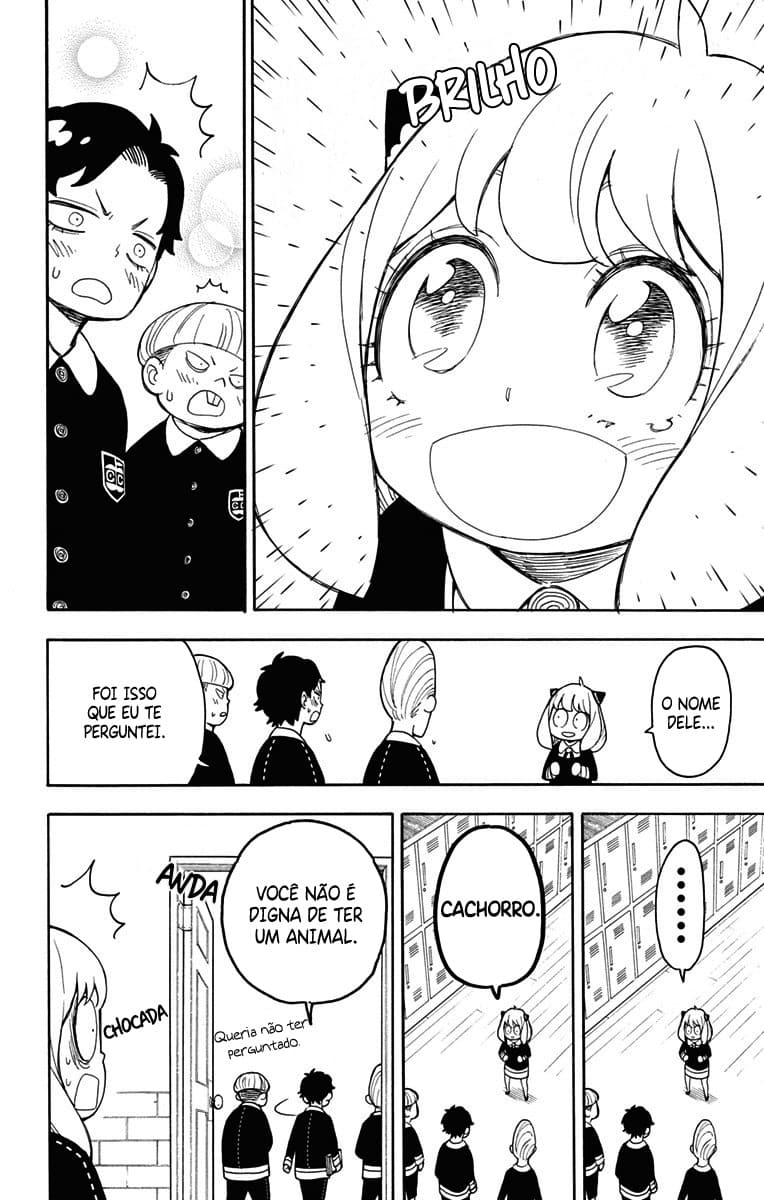 BRILHO
O NOME
DELE...
FOI ISSO
QUE EU TE
PERGUNTEI.
......
CACHORRO.
VOCÊ NÃO É
DIGNA DE TER
UM ANIMAL.
ANDA
Queria não ter
perguntado.
CHOCADA